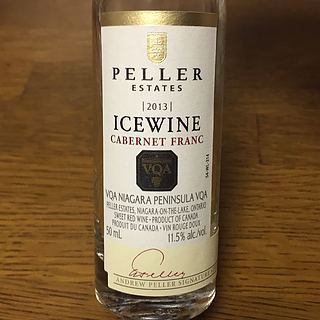 PELLER
ESTATES
|2013|
ICEWINE
CABERNET FRANC
VQA
VQA NIAGARA PENINSULA VQA
PELLER ESTATES, NIAGARA-ON-THE-LAKE, ONTARIO
SWEET RED WINE • PRODUCT OF CANADA
PRODUIT DU CANADA • VIN ROUGE DOUX
50 mL 11.5% alc./vol.
ANDREW PELLER SIGNATURE